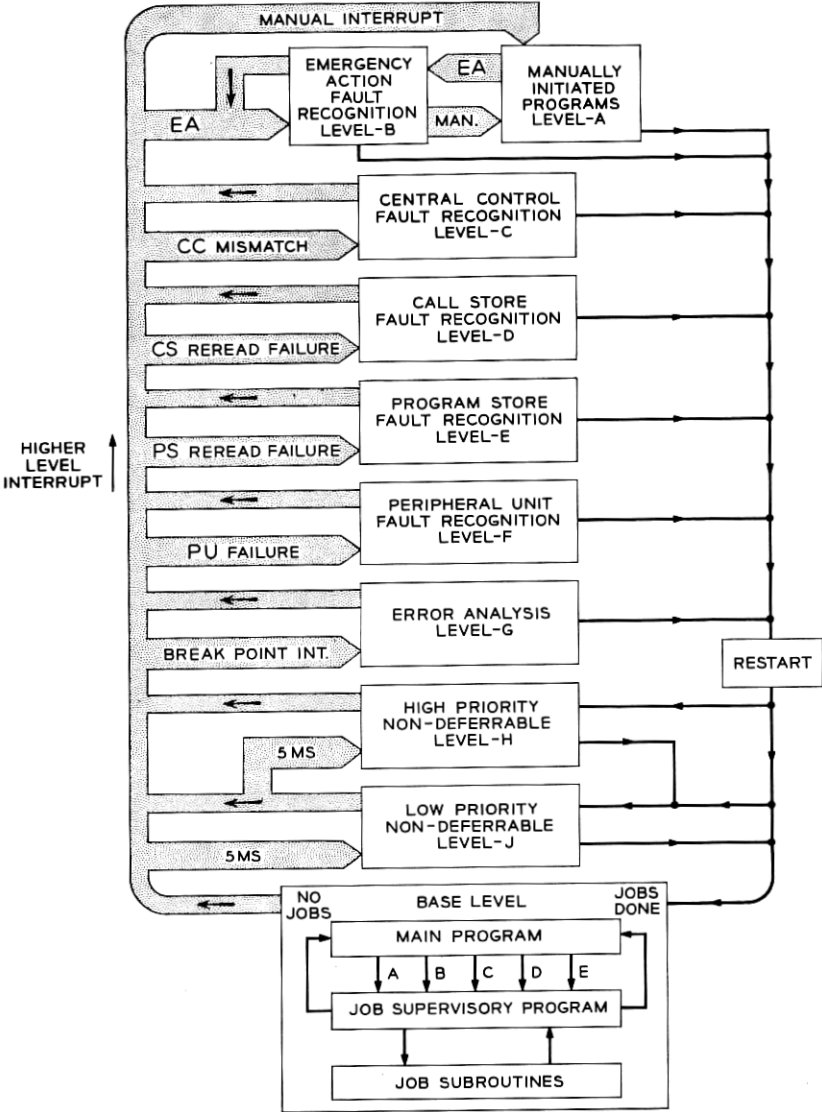 MANUAL INTERRUPT
EMERGENCY
ACTION
FAULT
RECOGNITION
LEVEL-B
EA
MANUALLY
INITIATED
PROGRAMS
LEVEL-A
EA
MAN.
CENTRAL CONTROL
FAULT RECOGNITION
LEVEL-C
CC MISMATCH
CALL STORE
FAULT RECOGNITION
LEVEL-D
CS REREAD FAILURE
PROGRAM STORE
FAULT RECOGNITION
LEVEL-E
HIGHER
LEVEL
INTERRUPT
PS REREAD FAILURE
PERIPHERAL UNIT
FAULT RECOGNITION
LEVEL-F
PU FAILURE
ERROR ANALYSIS
LEVEL-G
BREAK POINT INT.
RESTART
HIGH PRIORITY
NON-DEFERRABLE
LEVEL-H
5 MS
LOW PRIORITY
NON-DEFERRABLE
LEVEL-J
5 MS
NO
JOBS
BASE LEVEL
JOBS
DONE
MAIN PROGRAM
A B C D E
JOB SUPERVISORY PROGRAM
JOB SUBROUTINES